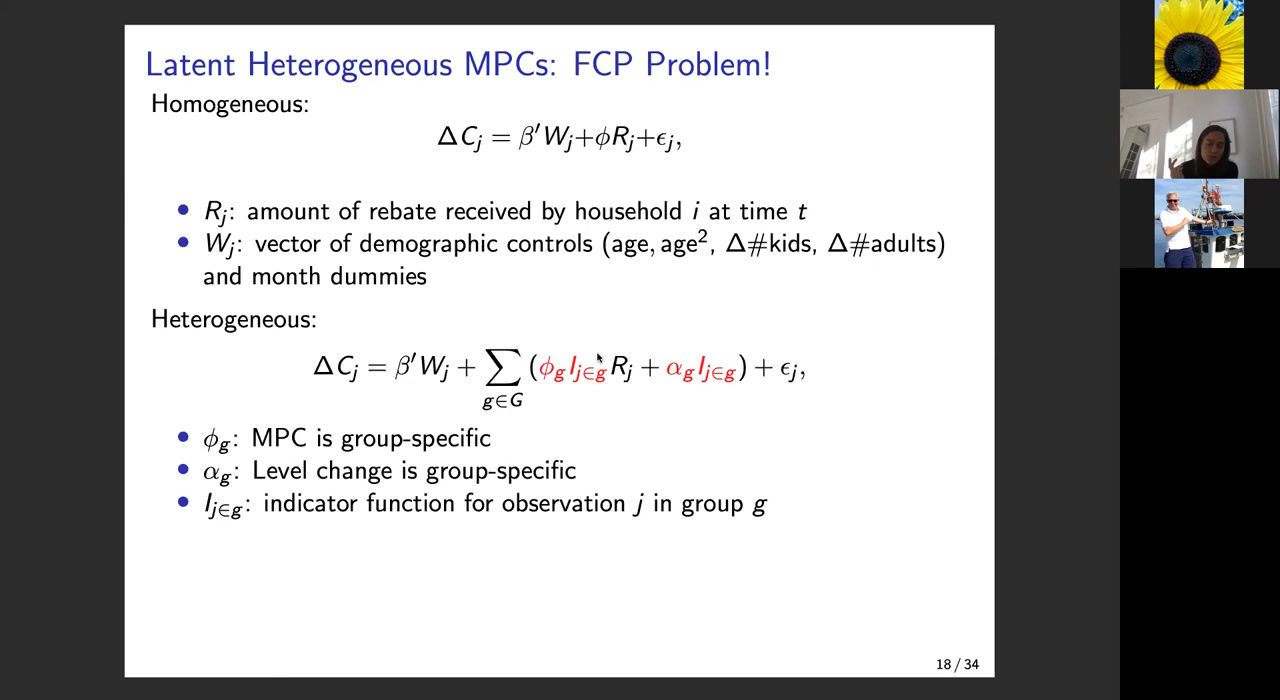 Latent Heterogeneous MPCs: FCP Problem!
Homogeneous:
ΔC_j = β′W_j+ϕR_j+ϵ_j,
• R_j: amount of rebate received by household i at time t
• W_j: vector of demographic controls (age, age², Δ#kids, Δ#adults)
and month dummies
Heterogeneous:
ΔC_j = β′W_j + ∑_{g∈G} (ϕ_g I_{j∈g} R_j + α_g I_{j∈g}) + ϵ_j,
• ϕ_g: MPC is group-specific
• α_g: Level change is group-specific
• I_{j∈g}: indicator function for observation j in group g
18 / 34